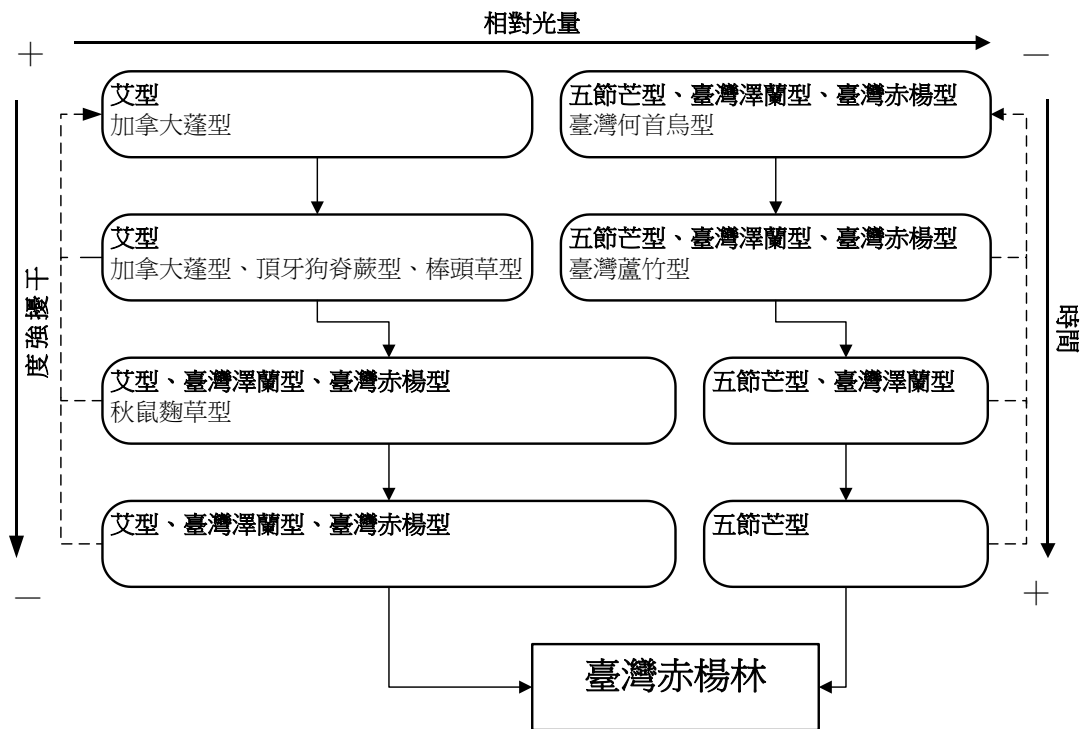 相對光量
＋
－
艾型
加拿大蓬型
五節芒型、臺灣澤蘭型、臺灣赤楊型
臺灣何首烏型
艾型
加拿大蓬型、頂牙狗脊蕨型、棒頭草型
五節芒型、臺灣澤蘭型、臺灣赤楊型
臺灣蘆竹型
度強擾干
時間
艾型、臺灣澤蘭型、臺灣赤楊型
秋鼠麴草型
五節芒型、臺灣澤蘭型
艾型、臺灣澤蘭型、臺灣赤楊型
五節芒型
－
＋
臺灣赤楊林